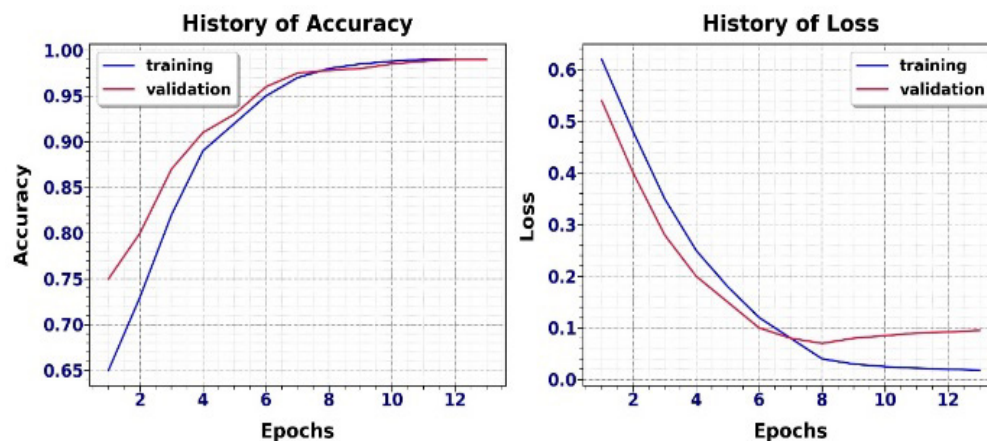 History of Accuracy
1.00
0.95
0.90
0.85
0.80
0.75
0.70
0.65
Accuracy
training
validation
2 4 6 8 10 12
Epochs
History of Loss
0.6
0.5
0.4
0.3
0.2
0.1
0.0
Loss
training
validation
2 4 6 8 10 12
Epochs